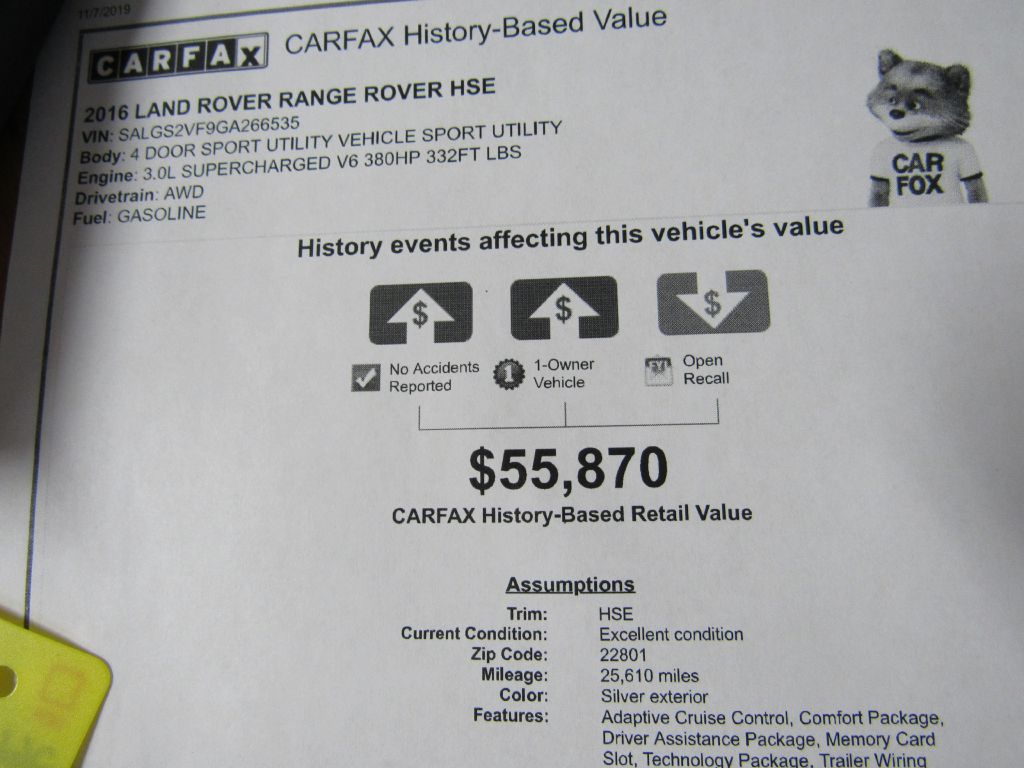 11/7/2019
CARFAX CARFAX History-Based Value
2016 LAND ROVER RANGE ROVER HSE
VIN: SALGS2VF9GA266535
Body: 4 DOOR SPORT UTILITY VEHICLE SPORT UTILITY
Engine: 3.0L SUPERCHARGED V6 380HP 332FT LBS
Drivetrain: AWD
Fuel: GASOLINE
CAR
FOX
History events affecting this vehicle's value
$ $ $
No Accidents
Reported
1
1-Owner
Vehicle
Open
Recall
$55,870
CARFAX History-Based Retail Value
Assumptions
Trim: HSE
Current Condition: Excellent condition
Zip Code: 22801
Mileage: 25,610 miles
Color: Silver exterior
Features: Adaptive Cruise Control, Comfort Package,
Driver Assistance Package, Memory Card
Slot, Technology Package, Trailer Wiring